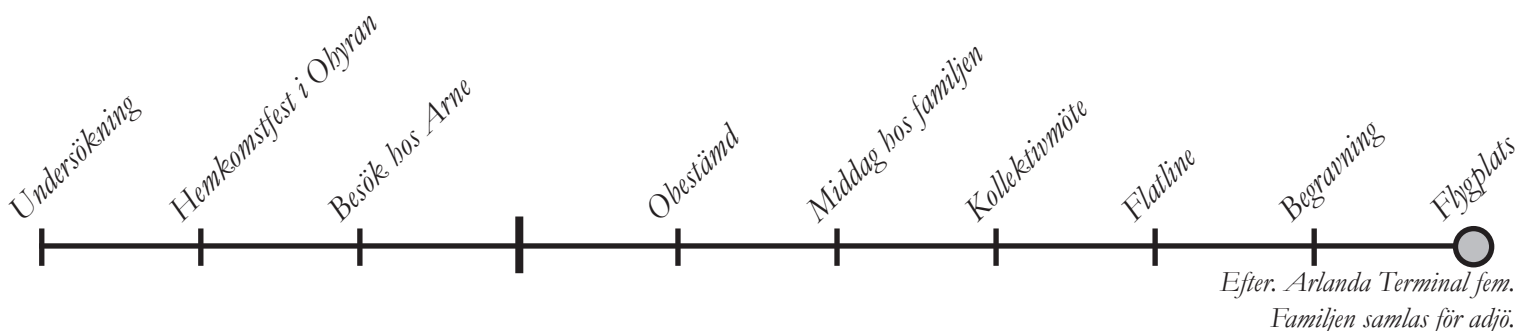 Undersökning
Hemkomstfest i Ohyran
Besök hos Arne
Obestämd
Middag hos familjen
Kollektivmöte
Flatline
Begravning
Flygplats
Efter. Arlanda Terminal fem.
Familjen samlas för adjö.